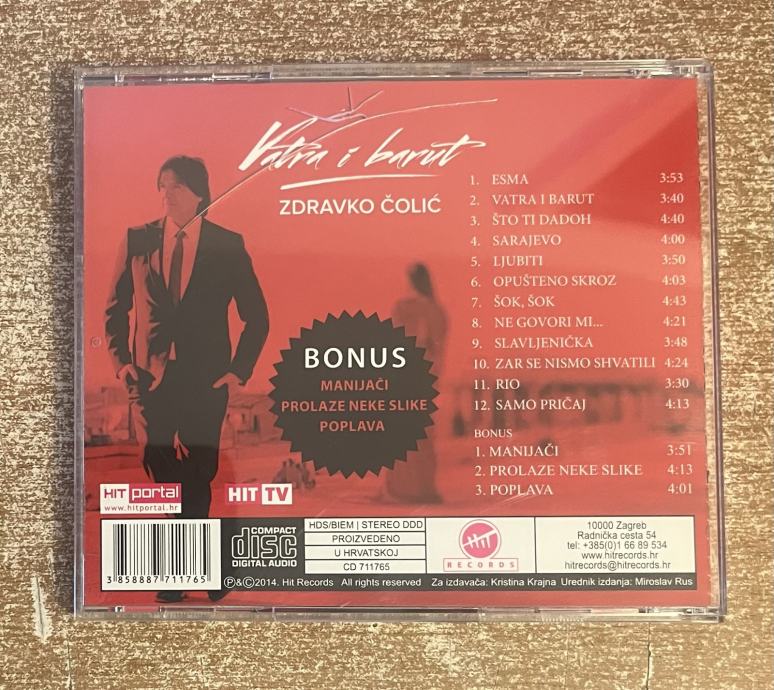 Vatra i barut
ZDRAVKO ČOLIĆ
1. ESMA 3:53
2. VATRA I BARUT 3:40
3. ŠTO TI DADOH 4:40
4. SARAJEVO 4:00
5. LJUBITI 3:50
6. OPUŠTENO SKROZ 4:03
7. ŠOK, ŠOK 4:43
8. NE GOVORI MI... 4:21
9. SLAVLJENIČKA 3:48
10. ZAR SE NISMO SHVATILI 4:24
11. RIO 3:30
12. SAMO PRIČAJ 4:13
BONUS
1. MANIJAČI 3:51
2. PROLAZE NEKE SLIKE 4:13
3. POPLAVA 4:01
BONUS
MANIJAČI
PROLAZE NEKE SLIKE
POPLAVA
HIT portal
www.hitportal.hr
HIT TV
3 858887 711765
COMPACT
disc
DIGITAL AUDIO
HDS/BIEM | STEREO DDD
PROIZVEDENO
U HRVATSKOJ
CD 711765
Hit
RECORDS
10000 Zagreb
Radnička cesta 54
tel: +385(0)1 66 89 534
www.hitrecords.hr
hitrecords@hitrecords.hr
Ⓟ&©2014. Hit Records All rights reserved Za izdavača: Kristina Krajna Urednik izdanja: Miroslav Rus